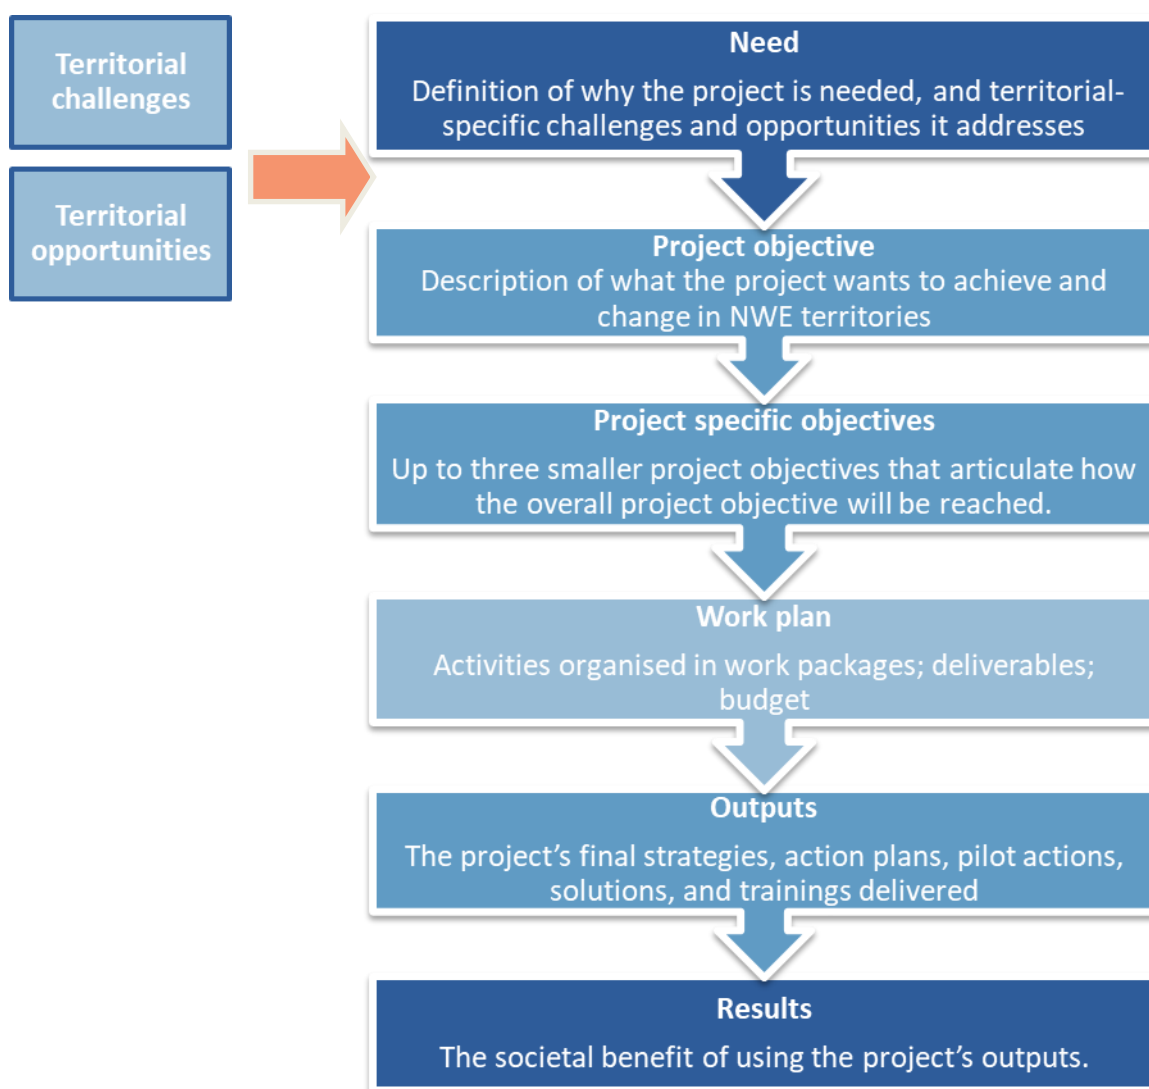 Territorial
challenges
Territorial
opportunities
Need
Definition of why the project is needed, and territorial-
specific challenges and opportunities it addresses
Project objective
Description of what the project wants to achieve and
change in NWE territories
Project specific objectives
Up to three smaller project objectives that articulate how
the overall project objective will be reached.
Work plan
Activities organised in work packages; deliverables;
budget
Outputs
The project’s final strategies, action plans, pilot actions,
solutions, and trainings delivered
Results
The societal benefit of using the project’s outputs.